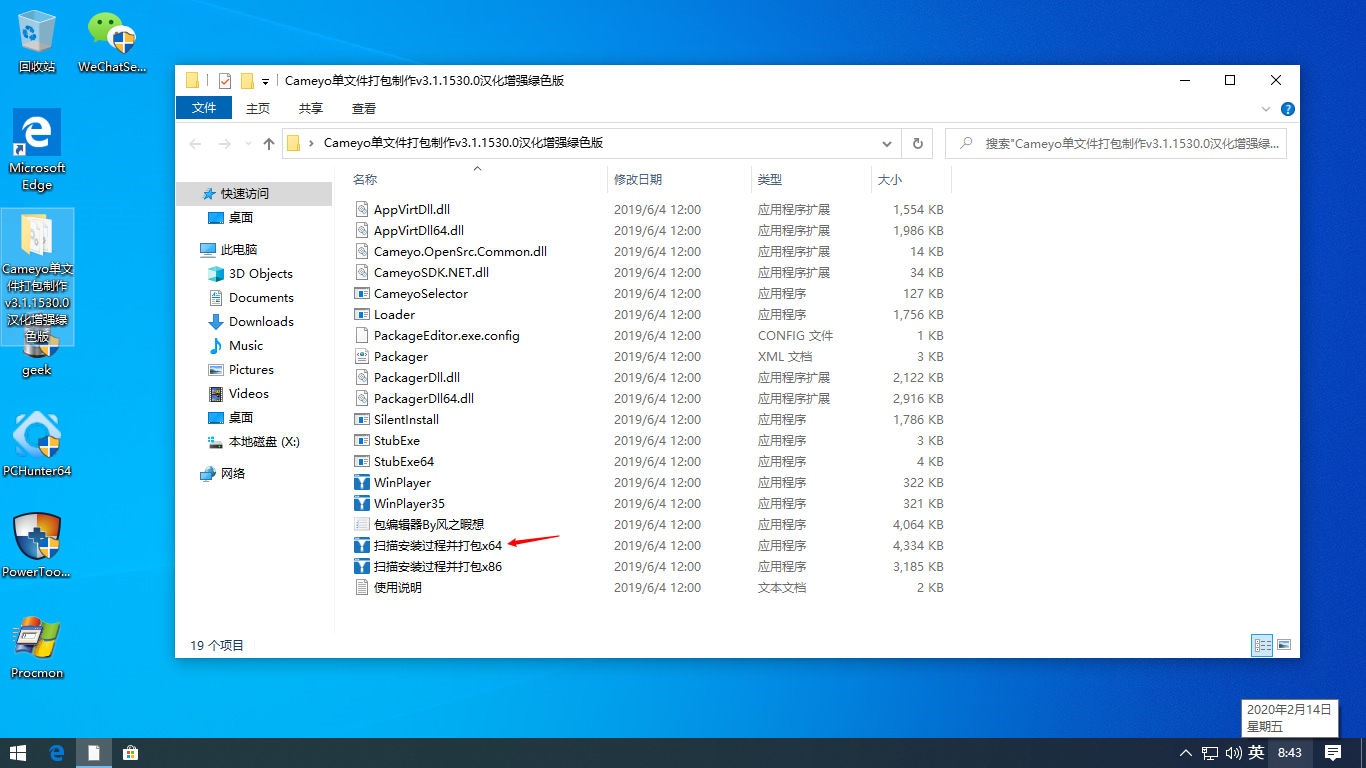 回收站
WeChatSe...
Microsoft
Edge
Cameyo单文
件打包制作
v3.1.1530.0
汉化增强绿
色版
geek
PCHunter64
PowerToo...
Procmon
Cameyo单文件打包制作v3.1.1530.0汉化增强绿色版
文件 主页 共享 查看
Cameyo单文件打包制作v3.1.1530.0汉化增强绿色版
搜索"Cameyo单文件打包制作v3.1.1530.0汉化增强绿...
快速访问
桌面
此电脑
3D Objects
Documents
Downloads
Music
Pictures
Videos
桌面
本地磁盘 (X:)
网络
名称 修改日期 类型 大小
AppVirtDll.dll 2019/6/4 12:00 应用程序扩展 1,554 KB
AppVirtDll64.dll 2019/6/4 12:00 应用程序扩展 1,986 KB
Cameyo.OpenSrc.Common.dll 2019/6/4 12:00 应用程序扩展 14 KB
CameyoSDK.NET.dll 2019/6/4 12:00 应用程序扩展 34 KB
CameyoSelector 2019/6/4 12:00 应用程序 127 KB
Loader 2019/6/4 12:00 应用程序 1,756 KB
PackageEditor.exe.config 2019/6/4 12:00 CONFIG 文件 1 KB
Packager 2019/6/4 12:00 XML 文档 3 KB
PackagerDll.dll 2019/6/4 12:00 应用程序扩展 2,122 KB
PackagerDll64.dll 2019/6/4 12:00 应用程序扩展 2,916 KB
SilentInstall 2019/6/4 12:00 应用程序 1,786 KB
StubExe 2019/6/4 12:00 应用程序 3 KB
StubExe64 2019/6/4 12:00 应用程序 4 KB
WinPlayer 2019/6/4 12:00 应用程序 322 KB
WinPlayer35 2019/6/4 12:00 应用程序 321 KB
包编辑器By风之暇想 2019/6/4 12:00 应用程序 4,064 KB
扫描安装过程并打包x64 2019/6/4 12:00 应用程序 4,334 KB
扫描安装过程并打包x86 2019/6/4 12:00 应用程序 3,185 KB
使用说明 2019/6/4 12:00 文本文档 2 KB
19 个项目
2020年2月14日
星期五
英 8:43